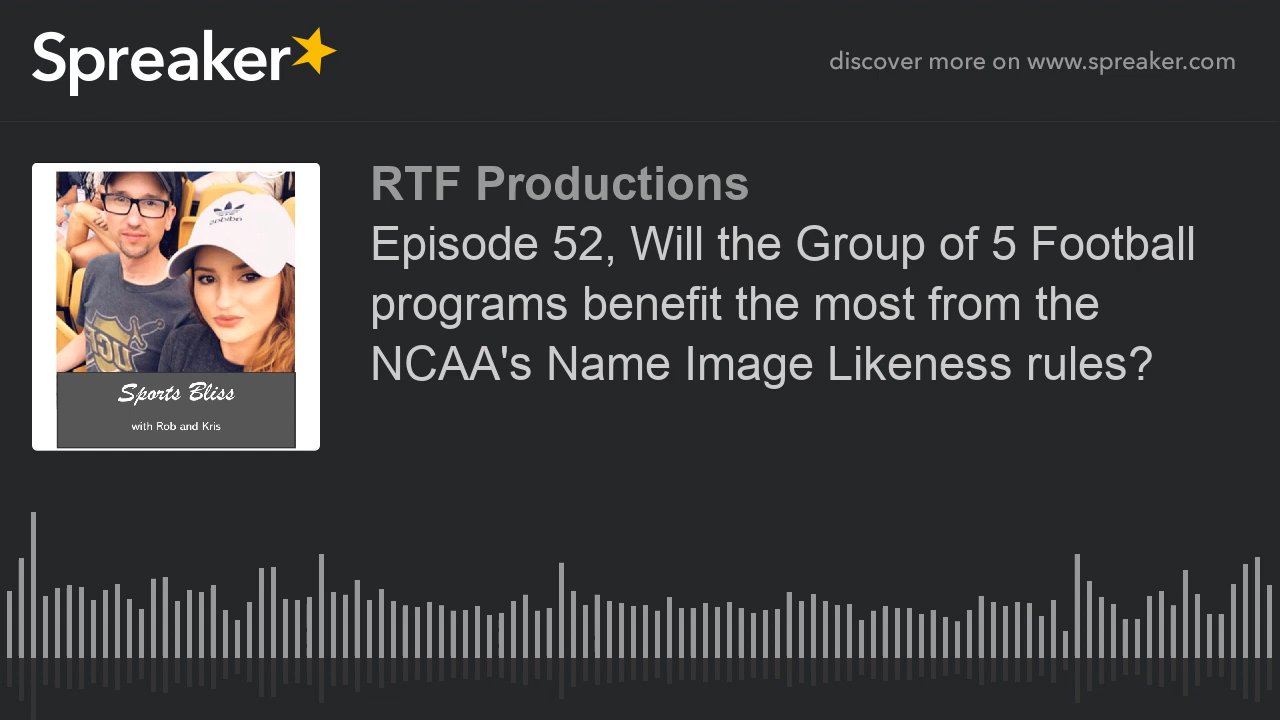 Spreaker
discover more on www.spreaker.com
RTF Productions
Episode 52, Will the Group of 5 Football
programs benefit the most from the
NCAA's Name Image Likeness rules?
adidas
UCF
Sports Bliss
with Rob and Kris